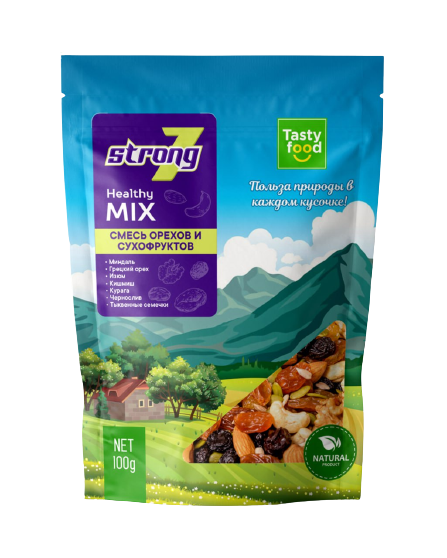 strong 7
Healthy
MIX
СМЕСЬ ОРЕХОВ И
СУХОФРУКТОВ
• Миндаль
• Грецкий орех
• Изюм
• Кишмиш
• Курага
• Чернослив
• Тыквенные семечки
Tasty
food
Польза природы в
каждом кусочке!
NET
100g
NATURAL
PRODUCT